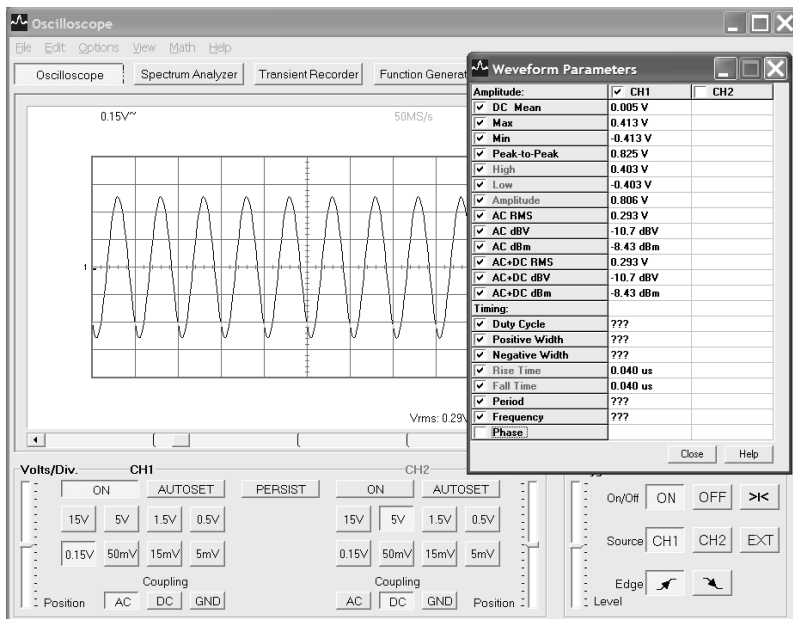 Oscilloscope
File Edit Options View Math Help
Oscilloscope Spectrum Analyzer Transient Recorder Function Generat
0.15V~ 50MS/s
1
Vrms: 0.29V
Weveform Parameters
Amplitude: CH1 CH2
DC Mean 0.005 V
Max 0.413 V
Min -0.413 V
Peak-to-Peak 0.825 V
High 0.403 V
Low -0.403 V
Amplitude 0.806 V
AC RMS 0.293 V
AC dBV -10.7 dBV
AC dBm -8.43 dBm
AC+DC RMS 0.293 V
AC+DC dBV -10.7 dBV
AC+DC dBm -8.43 dBm
Timing:
Duty Cycle ???
Positive Width ???
Negative Width ???
Rise Time 0.040 us
Fall Time 0.040 us
Period ???
Frequency ???
Phase
Close Help
Volts/Div. CH1 CH2
ON AUTOSET PERSIST ON AUTOSET
15V 5V 1.5V 0.5V 15V 5V 1.5V 0.5V
0.15V 50mV 15mV 5mV 0.15V 50mV 15mV 5mV
Coupling Coupling
Position AC DC GND AC DC GND Position
On/Off ON OFF >I<
Source CH1 CH2 EXT
Edge
Level